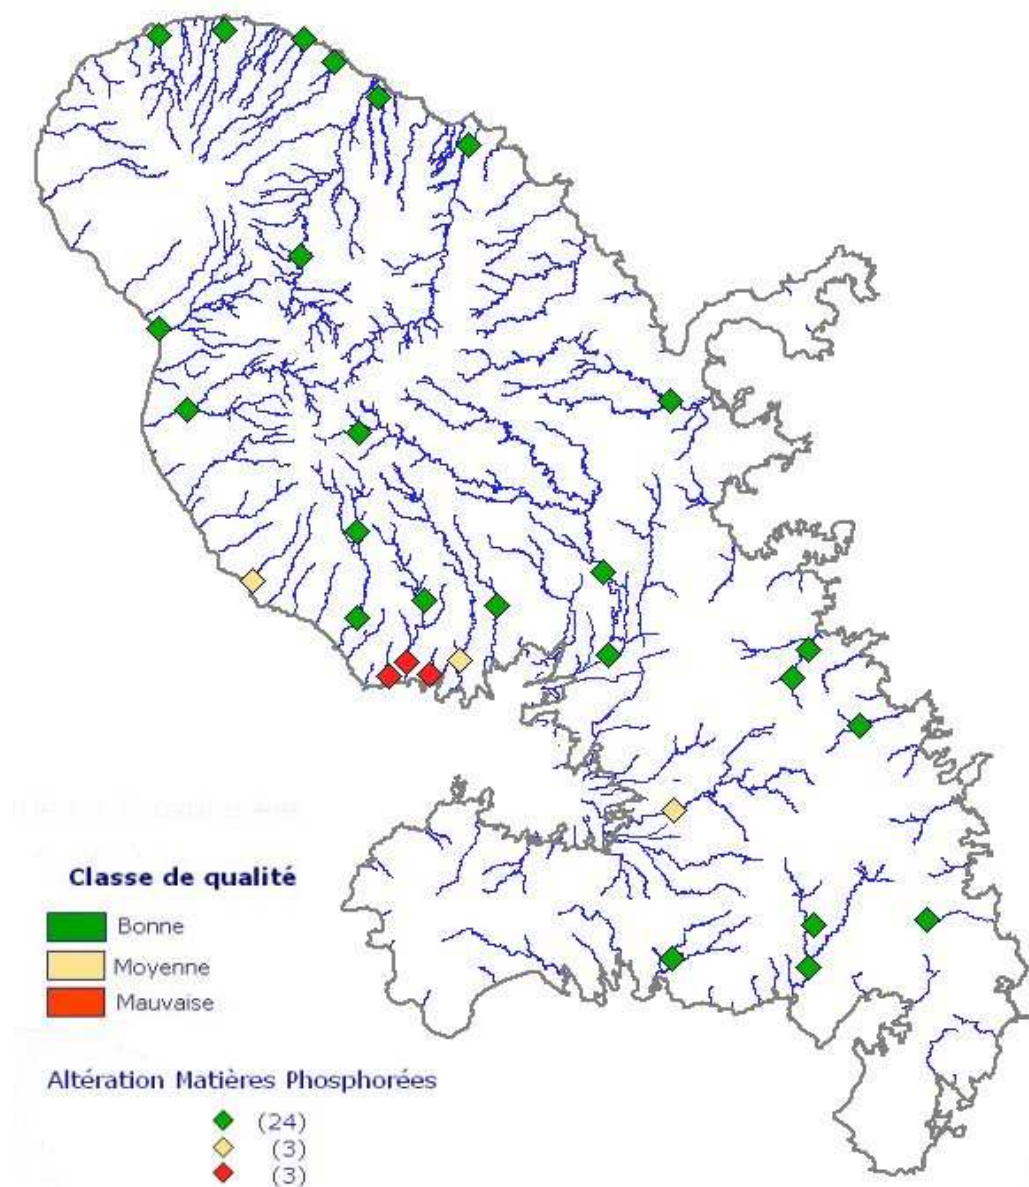 Classe de qualité
Bonne
Moyenne
Mauvaise
Altération Matières Phosphorées
(24)
(3)
(3)